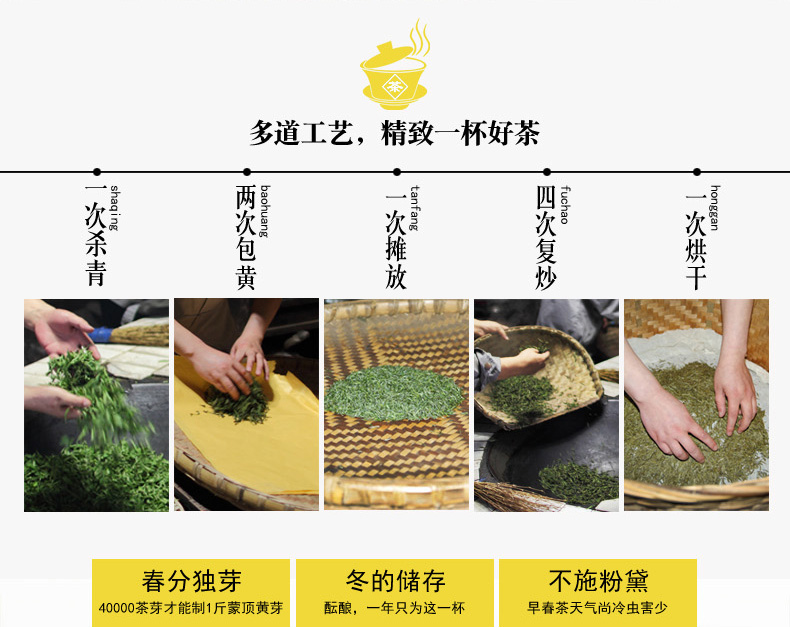 茶
多道工艺，精致一杯好茶
一次杀青
shaqing
两次包黄
baohuang
一次摊放
tanfang
四次复炒
fuchao
一次烘干
honggan
春分独芽
40000茶芽才能制1斤蒙顶黄芽
冬的储存
酝酿，一年只为这一杯
不施粉黛
早春茶天气尚冷虫害少